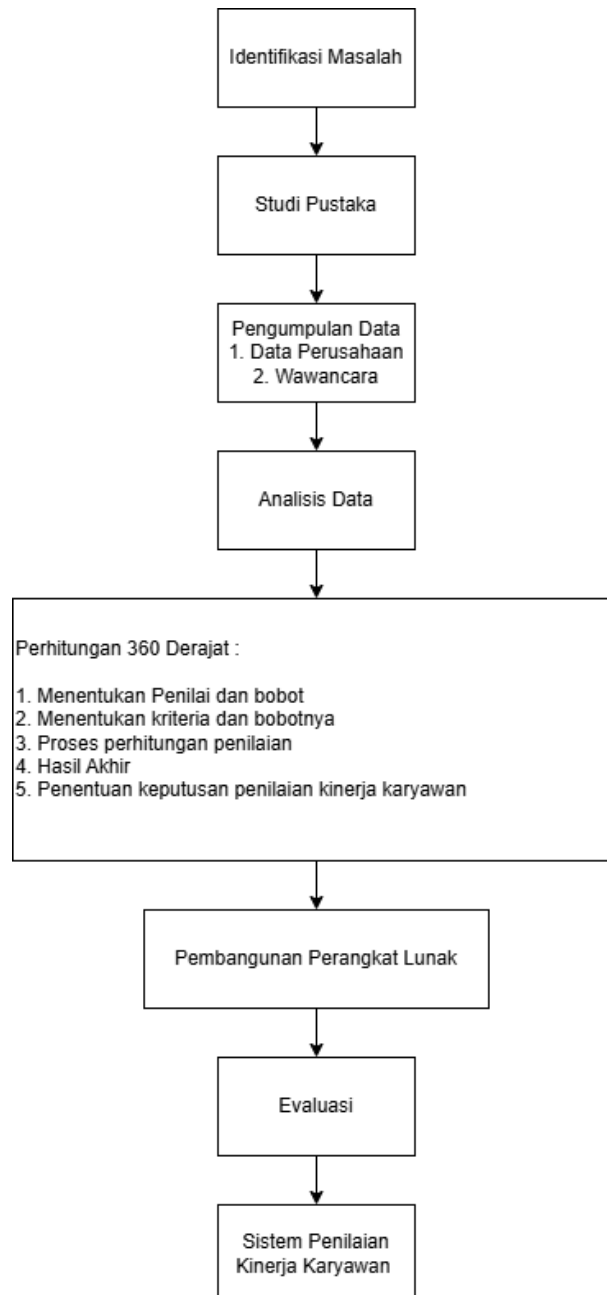 Identifikasi Masalah
Studi Pustaka
Pengumpulan Data
1. Data Perusahaan
2. Wawancara
Analisis Data
Perhitungan 360 Derajat :
1. Menentukan Penilai dan bobot
2. Menentukan kriteria dan bobotnya
3. Proses perhitungan penilaian
4. Hasil Akhir
5. Penentuan keputusan penilaian kinerja karyawan
Pembangunan Perangkat Lunak
Evaluasi
Sistem Penilaian
Kinerja Karyawan